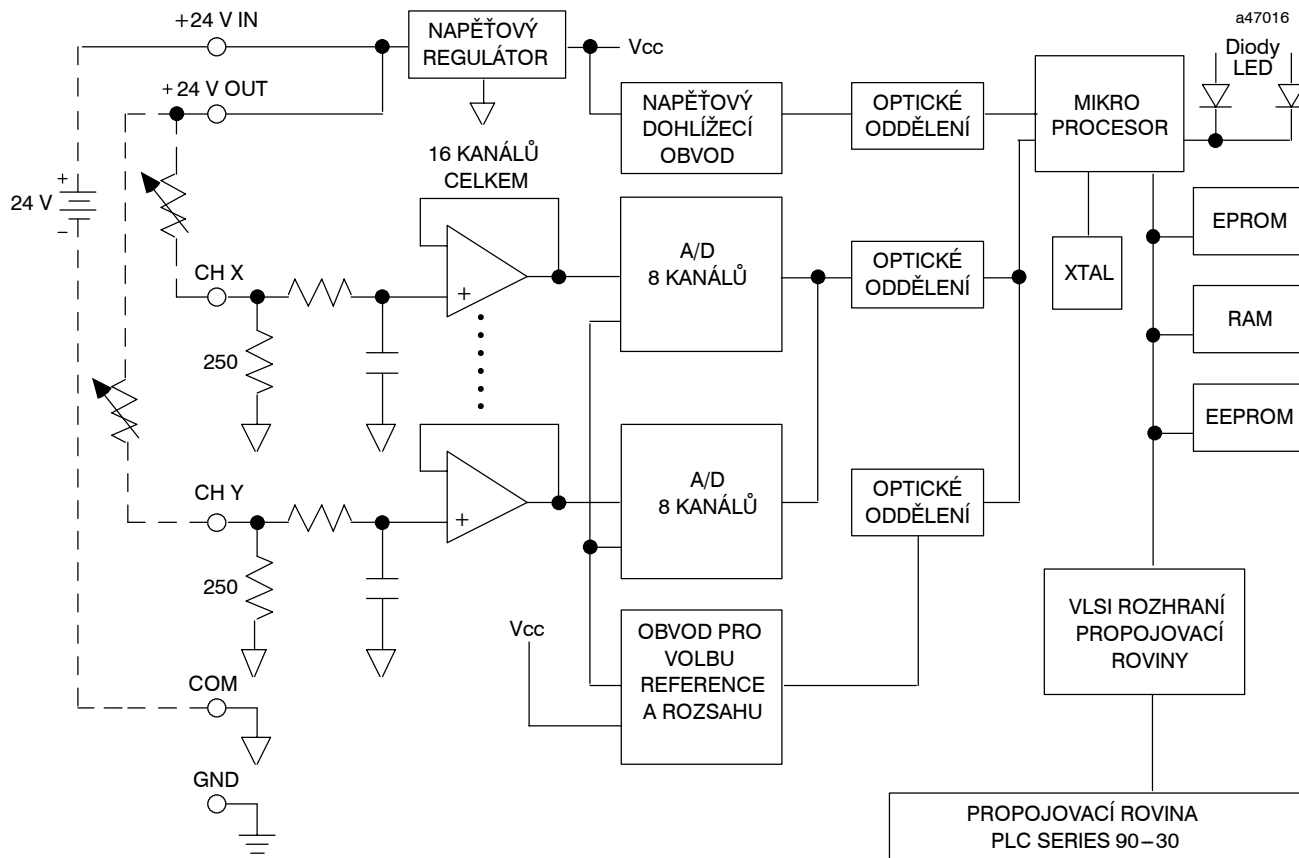 a47016
+24 V IN
NAPĚŤOVÝ
REGULÁTOR
Vcc
Diody
LED
+24 V OUT
NAPĚŤOVÝ
DOHLÍŽECÍ
OBVOD
OPTICKÉ
ODDĚLENÍ
MIKRO
PROCESOR
16 KANÁLŮ
CELKEM
+
24 V
−
A/D
8 KANÁLŮ
OPTICKÉ
ODDĚLENÍ
XTAL
EPROM
CH X
+
RAM
250
EEPROM
CH Y
+
A/D
8 KANÁLŮ
OPTICKÉ
ODDĚLENÍ
250
VLSI ROZHRANÍ
PROPOJOVACÍ
ROVINY
Vcc
OBVOD PRO
VOLBU
REFERENCE
A ROZSAHU
COM
GND
PROPOJOVACÍ ROVINA
PLC SERIES 90−30